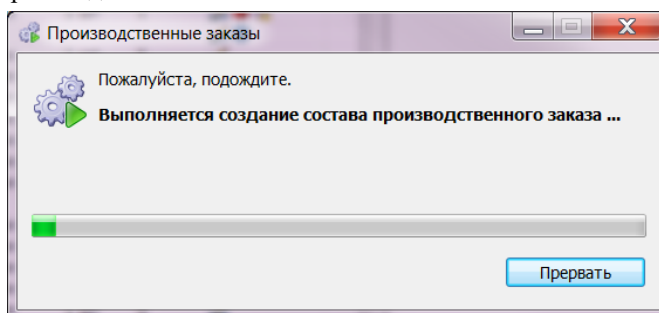 Производственные заказы
Пожалуйста, подождите.
Выполняется создание состава производственного заказа ...
Прервать